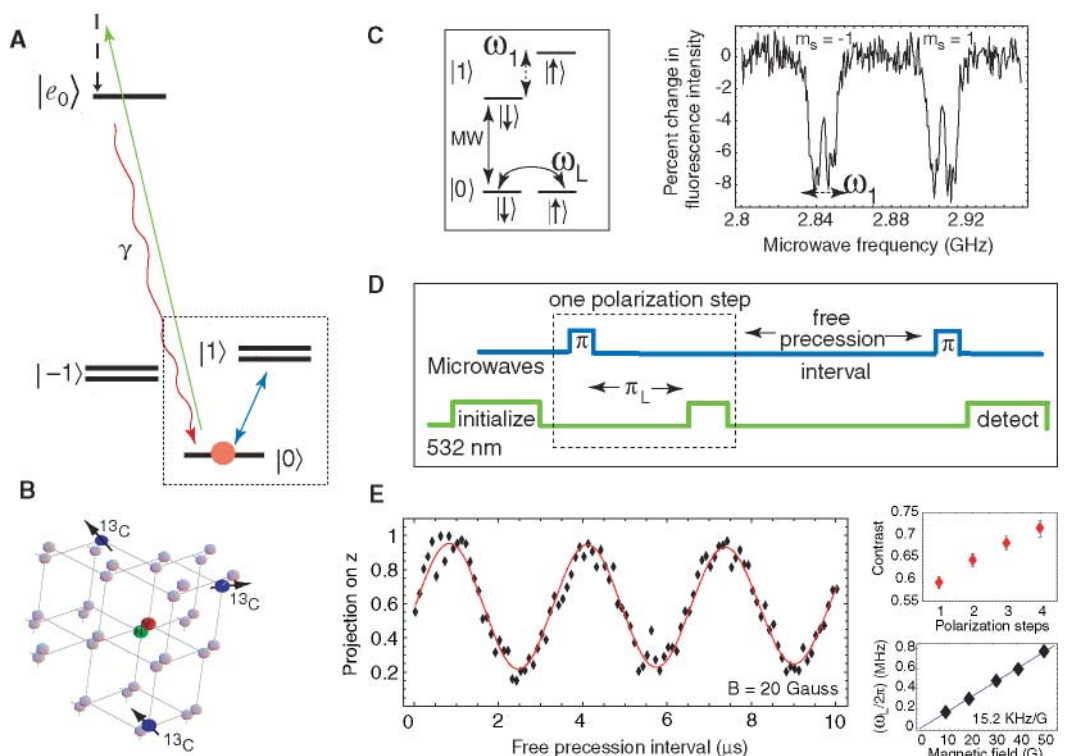 A
|e₀⟩
γ
|1⟩
|−1⟩
|0⟩
B
¹³C
¹³C
N
¹³C
C
ω₁
|1⟩
|↑⟩
|↓⟩
MW
ω_L
|0⟩
|↓⟩
|↑⟩
Percent change in
fluorescence intensity
0
-2
-4
-6
-8
mₛ = -1
mₛ = 1
ω₁
2.8
2.84
2.88
2.92
Microwave frequency (GHz)
D
one polarization step
π
free
precession
interval
π
Microwaves
π_L
initialize
detect
532 nm
E
Projection on z
1
0.8
0.6
0.4
0.2
B = 20 Gauss
0
2
4
6
8
10
Free precession interval (μs)
Contrast
0.75
0.65
0.6
0.55
1 2 3 4
Polarization steps
(ω_L/2π) (MHz)
0.8
0.6
0.4
0.2
0
15.2 KHz/G
0 10 20 30 40 50
Magnetic field (G)